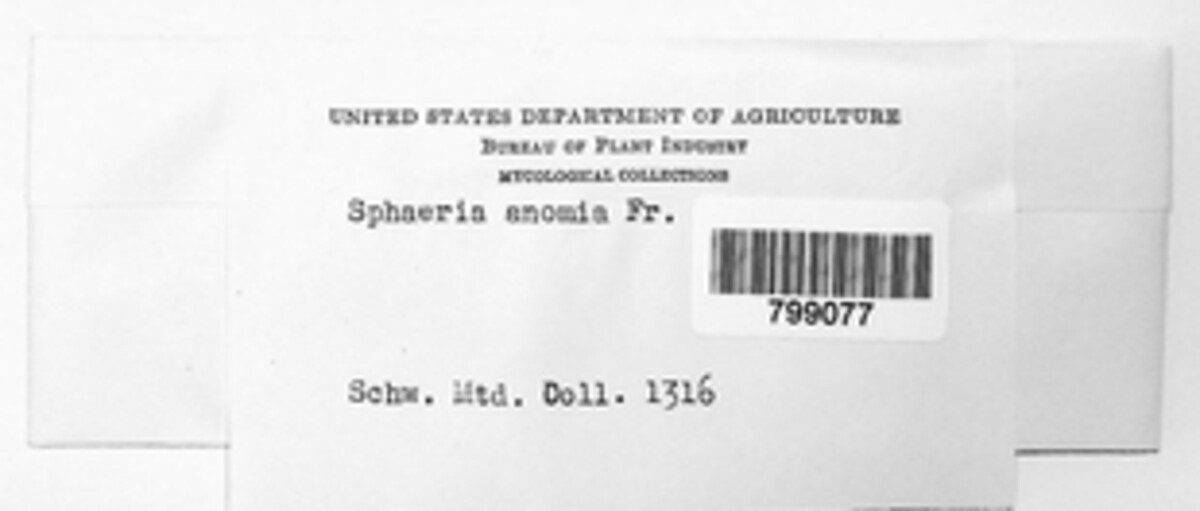 UNITED STATES DEPARTMENT OF AGRICULTURE
BUREAU OF PLANT INDUSTRY
MYCOLOGICAL COLLECTIONS
Sphaeria anomia Fr.
799077
Schw. Mtd. Coll. 1316